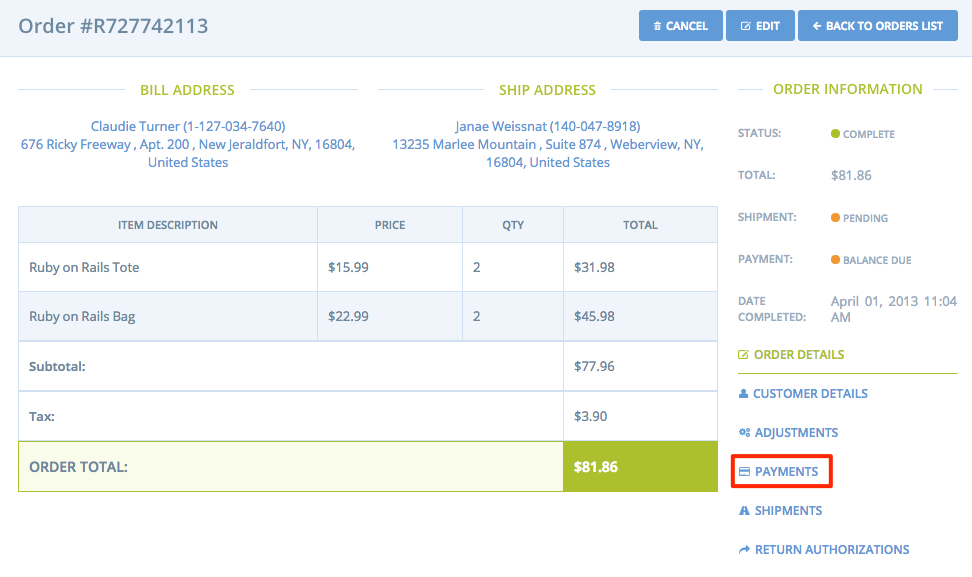 Order #R727742113
CANCEL
EDIT
BACK TO ORDERS LIST
BILL ADDRESS
Claudie Turner (1-127-034-7640)
676 Ricky Freeway , Apt. 200 , New Jeraldfort, NY, 16804,
United States
SHIP ADDRESS
Janae Weissnat (140-047-8918)
13235 Marlee Mountain , Suite 874 , Weberview, NY,
16804, United States
ITEM DESCRIPTION PRICE QTY TOTAL
Ruby on Rails Tote $15.99 2 $31.98
Ruby on Rails Bag $22.99 2 $45.98
Subtotal: $77.96
Tax: $3.90
ORDER TOTAL: $81.86
ORDER INFORMATION
STATUS: COMPLETE
TOTAL: $81.86
SHIPMENT: PENDING
PAYMENT: BALANCE DUE
DATE COMPLETED: April 01, 2013 11:04 AM
ORDER DETAILS
CUSTOMER DETAILS
ADJUSTMENTS
PAYMENTS
SHIPMENTS
RETURN AUTHORIZATIONS